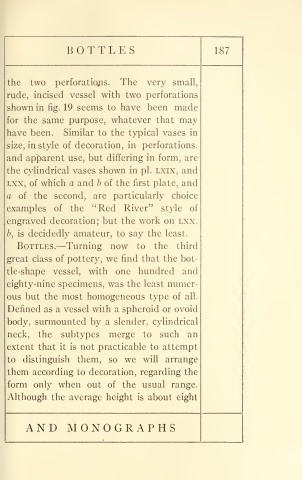 BOTTLES 187
the two perforations. The very small,
rude, incised vessel with two perforations
shown in fig. 19 seems to have been made
for the same purpose, whatever that may
have been. Similar to the typical vases in
size, in style of decoration, in perforations,
and apparent use, but differing in form, are
the cylindrical vases shown in pl. LXIX, and
LXX, of which a and b of the first plate, and
a of the second, are particularly choice
examples of the "Red River" style of
engraved decoration; but the work on LXX.
b, is decidedly amateur, to say the least.
BOTTLES.—Turning now to the third
great class of pottery, we find that the bot-
tle-shape vessel, with one hundred and
eighty-nine specimens, was the least numer-
ous but the most homogeneous type of all.
Defined as a vessel with a spheroid or ovoid
body, surmounted by a slender, cylindrical
neck, the subtypes merge to such an
extent that it is not practicable to attempt
to distinguish them, so we will arrange
them according to decoration, regarding the
form only when out of the usual range.
Although the average height is about eight
AND MONOGRAPHS